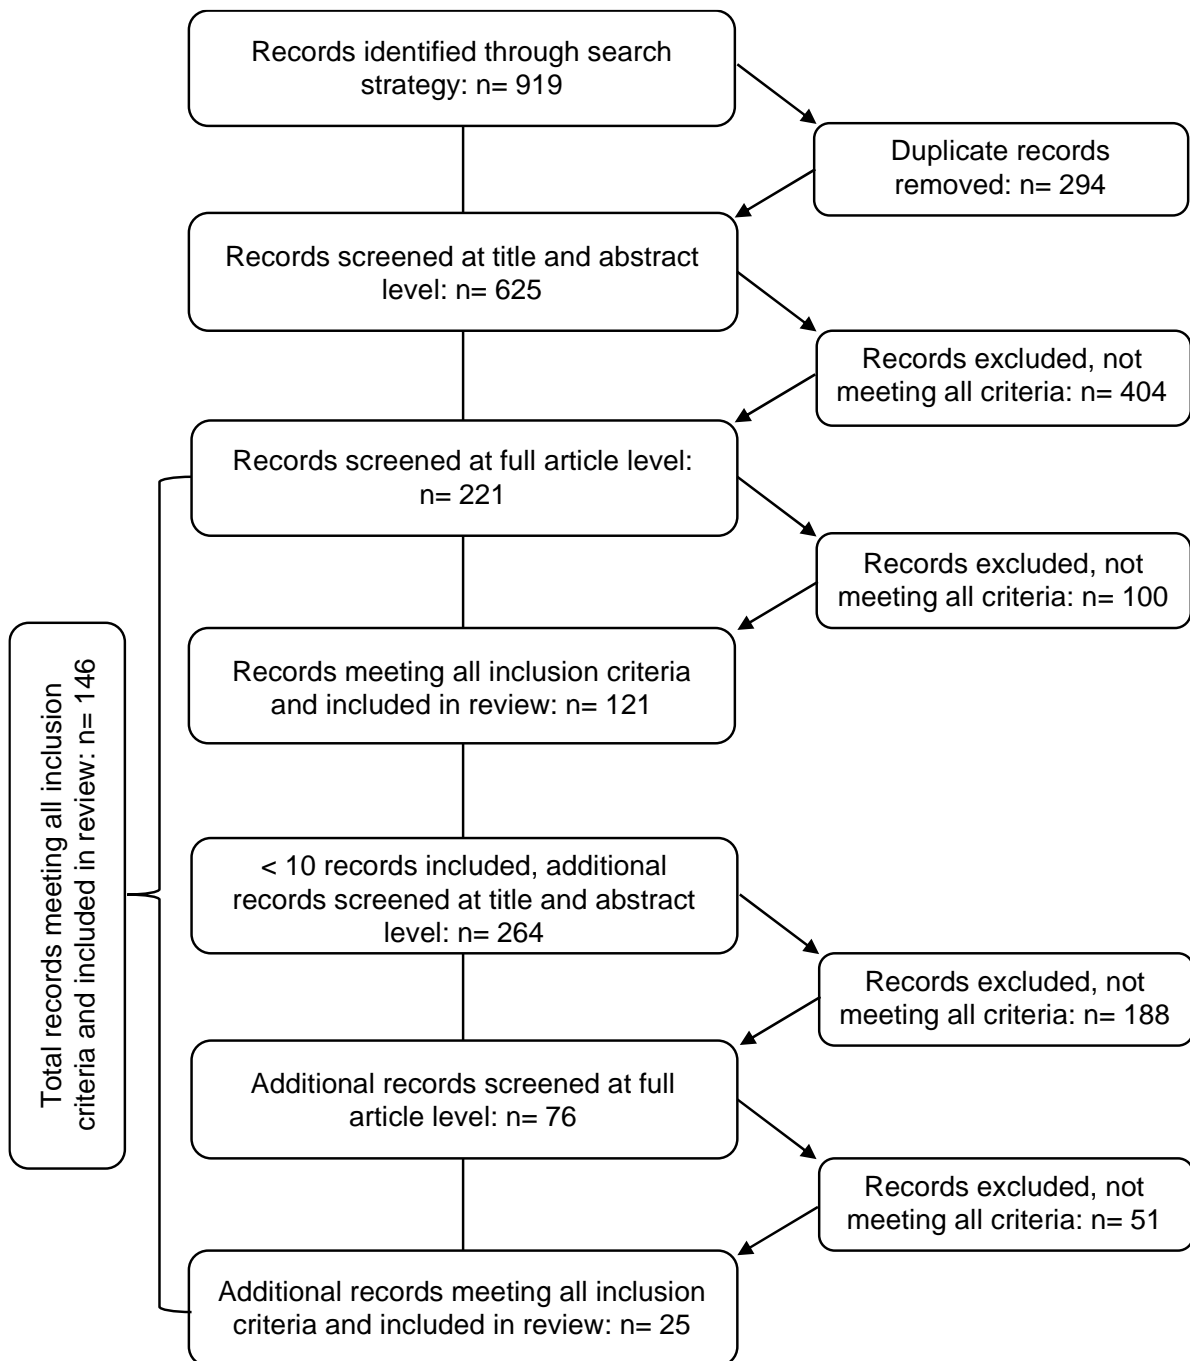 Records identified through search
strategy: n= 919
Duplicate records
removed: n= 294
Records screened at title and abstract
level: n= 625
Records excluded, not
meeting all criteria: n= 404
Records screened at full article level:
n= 221
Records excluded, not
meeting all criteria: n= 100
Records meeting all inclusion criteria
and included in review: n= 121
Total records meeting all inclusion
criteria and included in review: n= 146
< 10 records included, additional
records screened at title and abstract
level: n= 264
Records excluded, not
meeting all criteria: n= 188
Additional records screened at full
article level: n= 76
Records excluded, not
meeting all criteria: n= 51
Additional records meeting all inclusion
criteria and included in review: n= 25